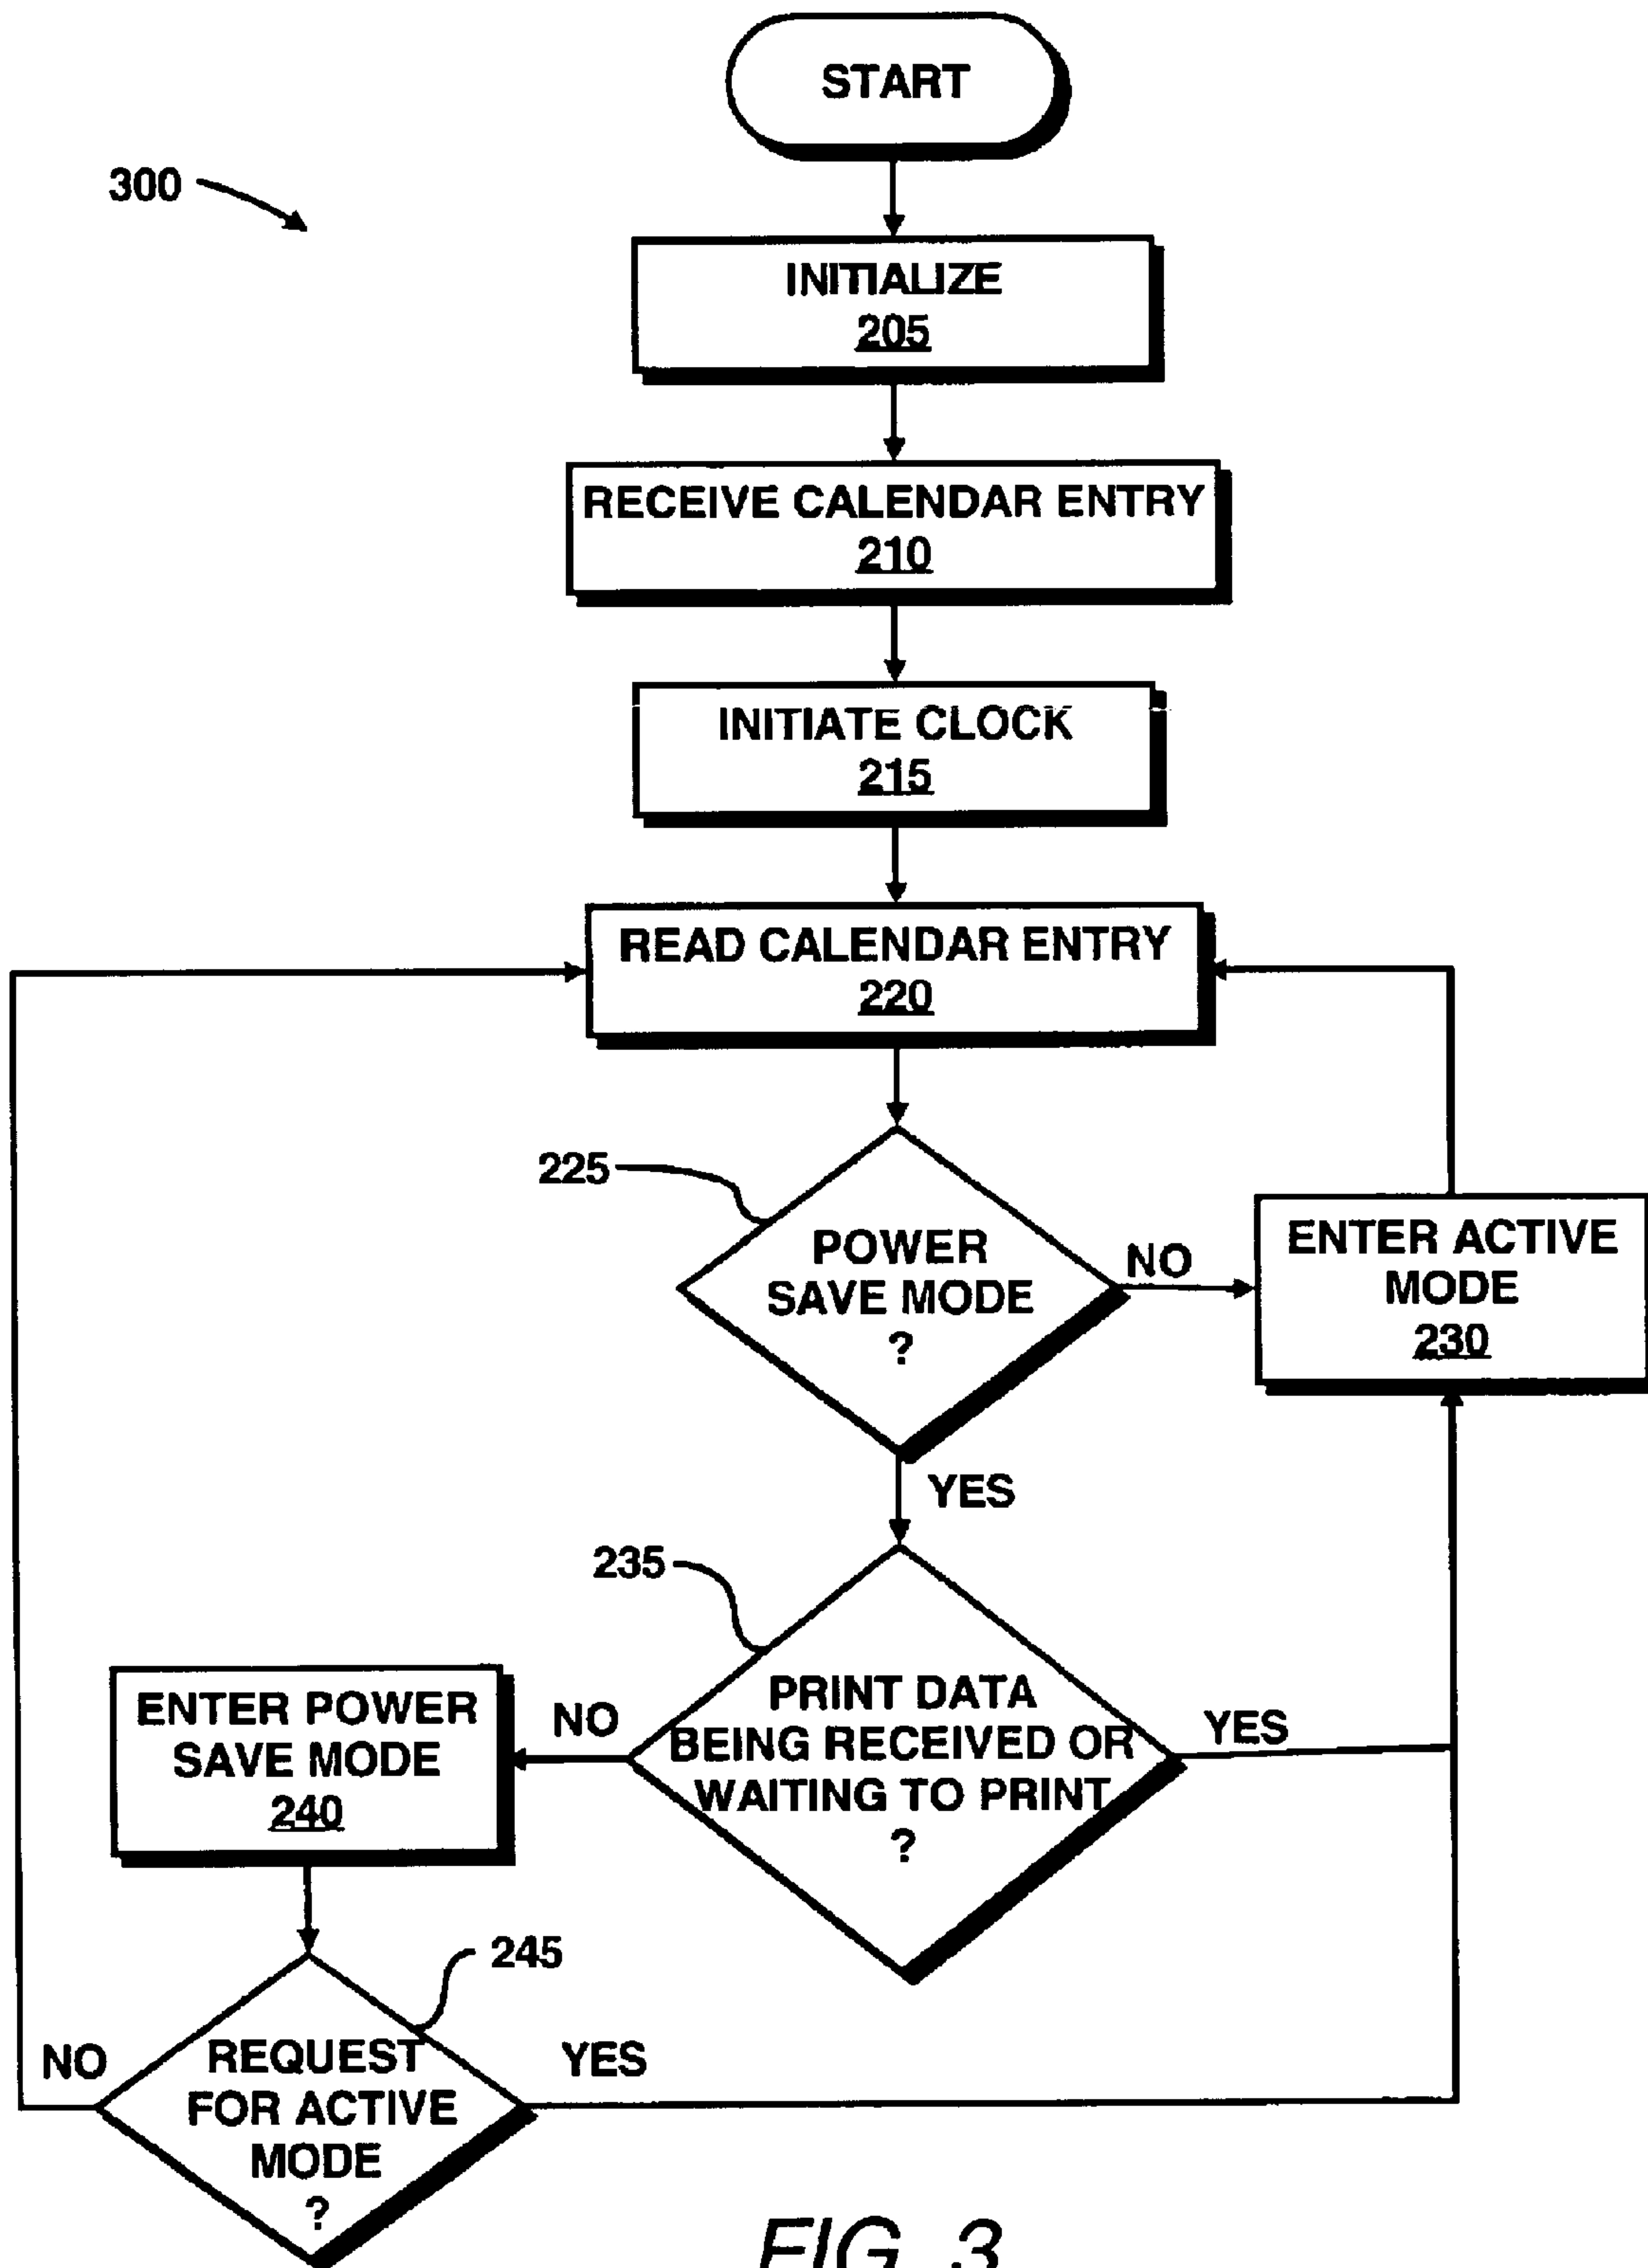 START
300
INITIALIZE
205
RECEIVE CALENDAR ENTRY
210
INITIATE CLOCK
215
READ CALENDAR ENTRY
220
225
POWER
SAVE MODE
?
NO
ENTER ACTIVE
MODE
230
YES
235
PRINT DATA
BEING RECEIVED OR
WAITING TO PRINT
?
NO
YES
ENTER POWER
SAVE MODE
240
245
REQUEST
FOR ACTIVE
MODE
?
NO
YES
FIG. 3